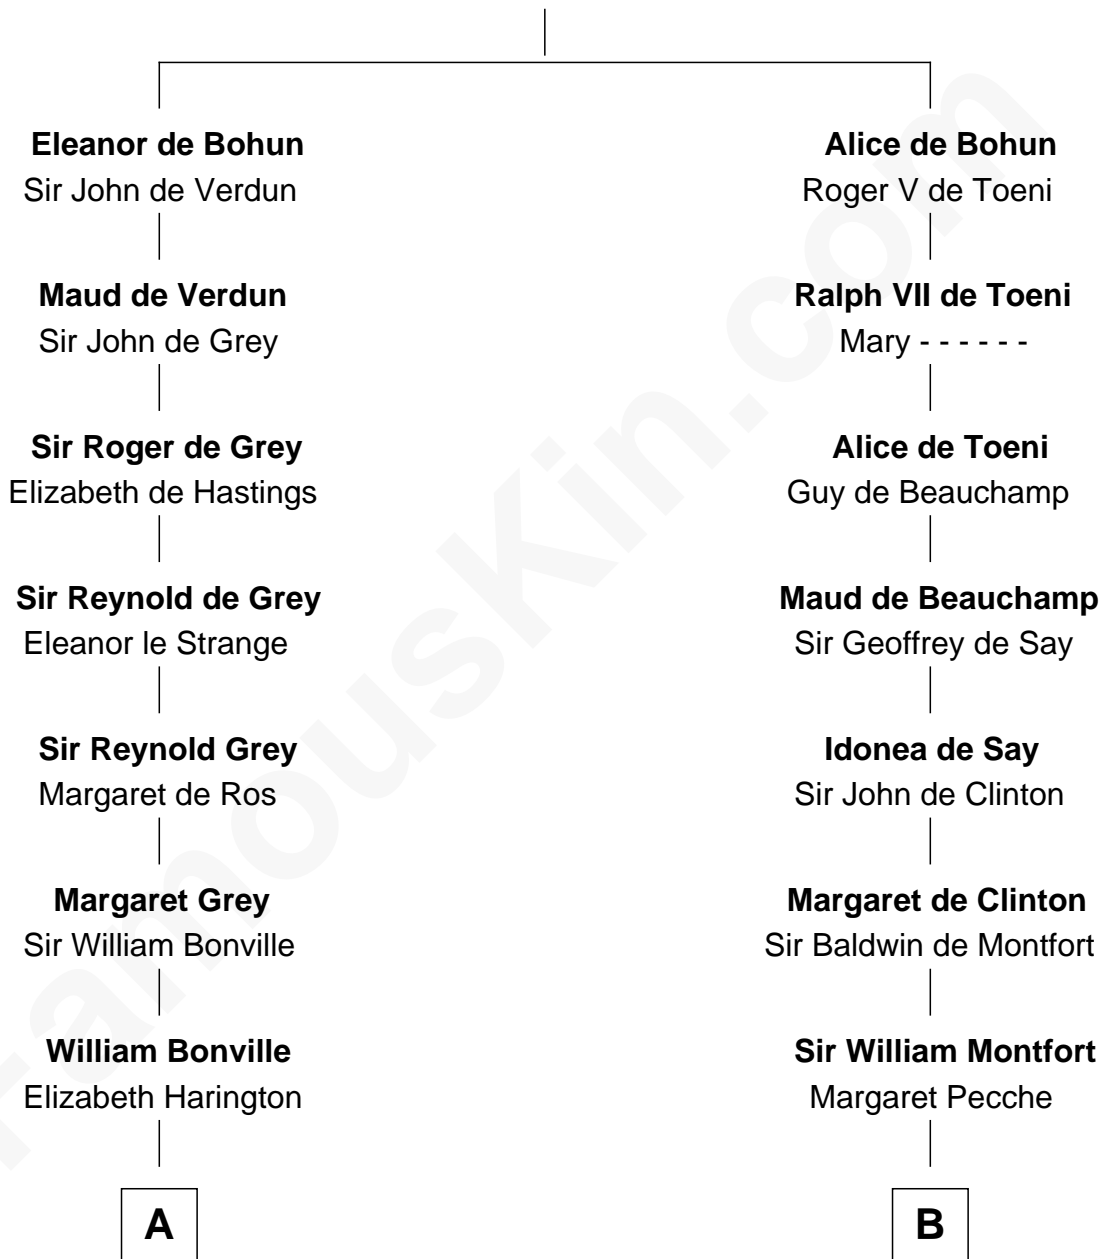 Eleanor de Bohun
Sir John de Verdun
Maud de Verdun
Sir John de Grey
Sir Roger de Grey
Elizabeth de Hastings
Sir Reynold de Grey
Eleanor le Strange
Sir Reynold Grey
Margaret de Ros
Margaret Grey
Sir William Bonville
William Bonville
Elizabeth Harington
A
Alice de Bohun
Roger V de Toeni
Ralph VII de Toeni
Mary - - - - - -
Alice de Toeni
Guy de Beauchamp
Maud de Beauchamp
Sir Geoffrey de Say
Idonea de Say
Sir John de Clinton
Margaret de Clinton
Sir Baldwin de Montfort
Sir William Montfort
Margaret Pecche
B
FamousKin.com